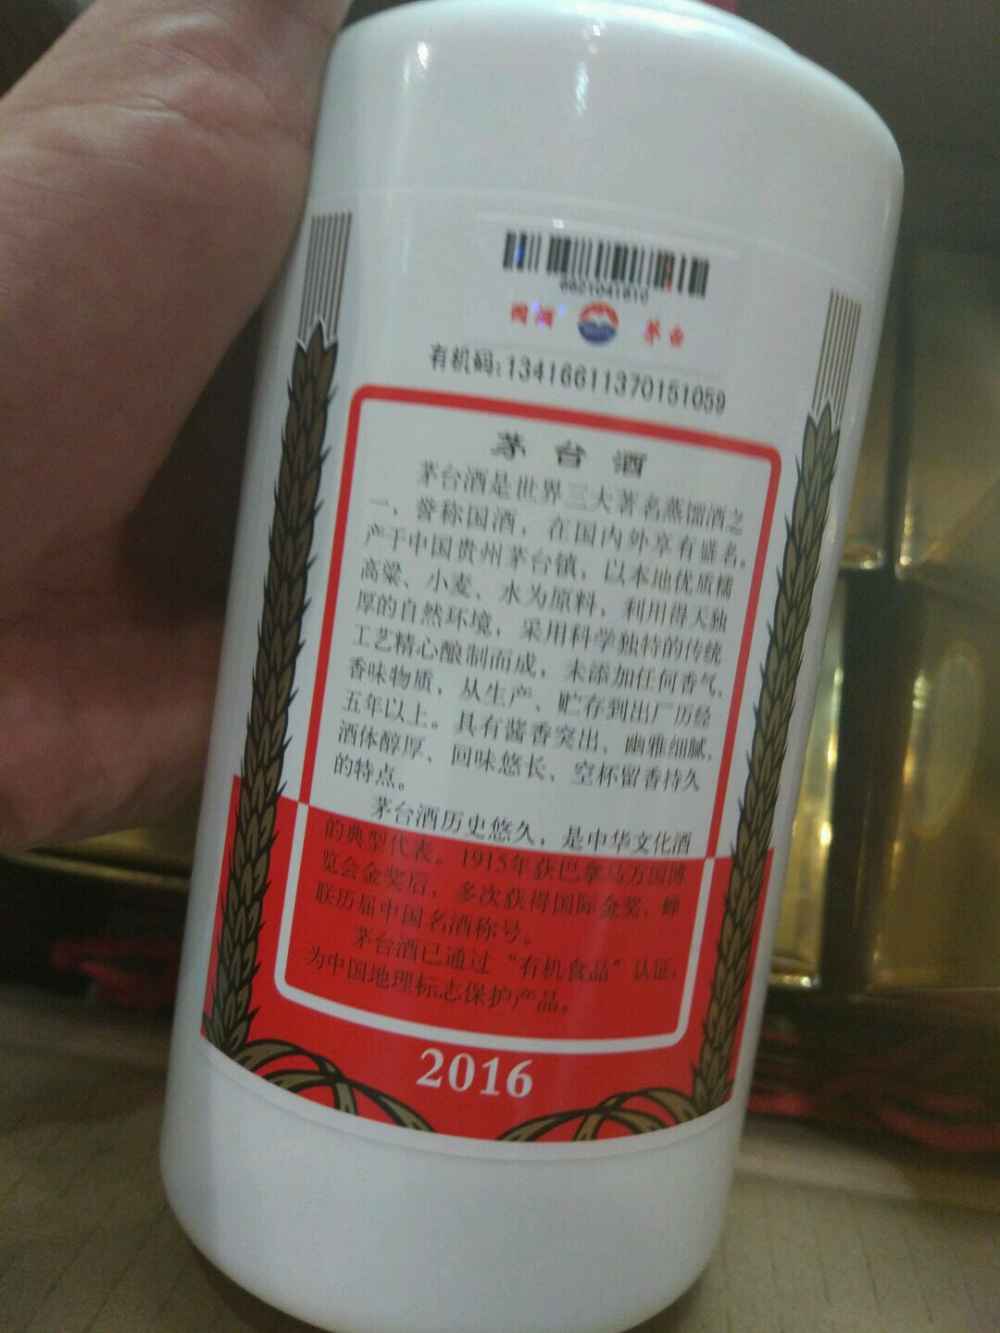 国酒 茅台
有机码:13416611370151059
茅台酒
茅台酒是世界三大著名蒸馏酒之
一、誉称国酒，在国内外享有盛名，
产于中国贵州茅台镇，以本地优质糯
高粱、小麦、水为原料，利用得天独
厚的自然环境，采用科学独特的传统
工艺精心酿制而成，未添加任何香气、
香味物质，从生产、贮存到出厂历经
五年以上。具有酱香突出、幽雅细腻，
酒体醇厚、回味悠长、空杯留香持久
的特点。
茅台酒历史悠久，是中华文化酒
的典型代表。1915年获巴拿马万国博
览会金奖后，多次获得国际金奖，蝉
联历届中国名酒称号。
茅台酒已通过“有机食品”认证，
为中国地理标志保护产品。
2016